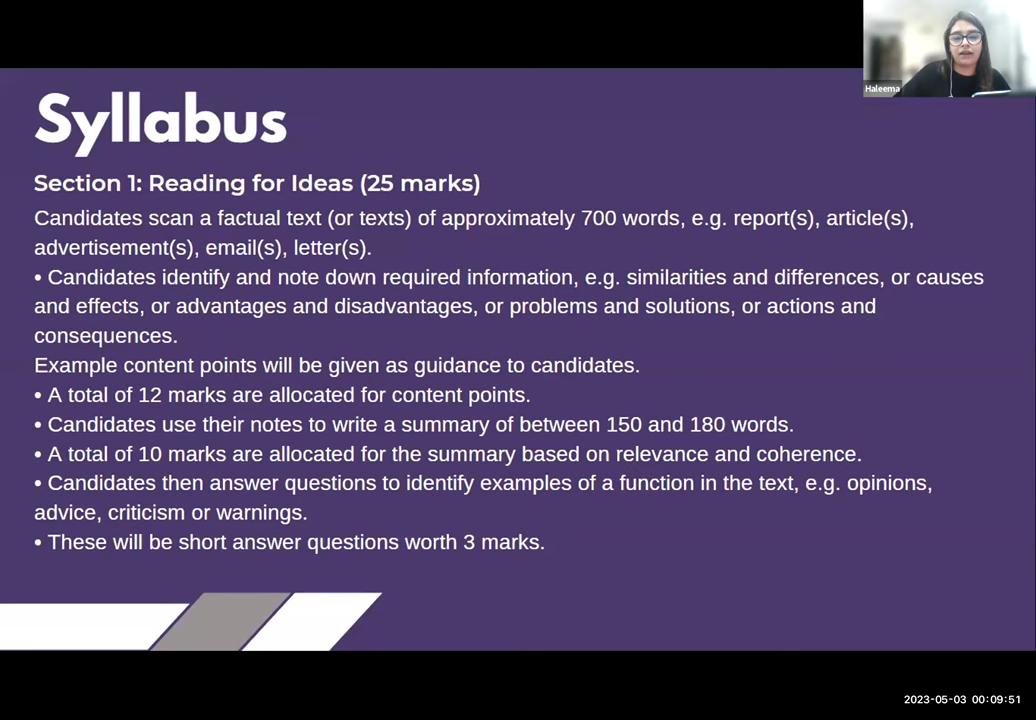 Haleema
Syllabus
Section 1: Reading for Ideas (25 marks)
Candidates scan a factual text (or texts) of approximately 700 words, e.g. report(s), article(s),
advertisement(s), email(s), letter(s).
• Candidates identify and note down required information, e.g. similarities and differences, or causes
and effects, or advantages and disadvantages, or problems and solutions, or actions and
consequences.
Example content points will be given as guidance to candidates.
• A total of 12 marks are allocated for content points.
• Candidates use their notes to write a summary of between 150 and 180 words.
• A total of 10 marks are allocated for the summary based on relevance and coherence.
• Candidates then answer questions to identify examples of a function in the text, e.g. opinions,
advice, criticism or warnings.
• These will be short answer questions worth 3 marks.
2023-05-03 00:09:51